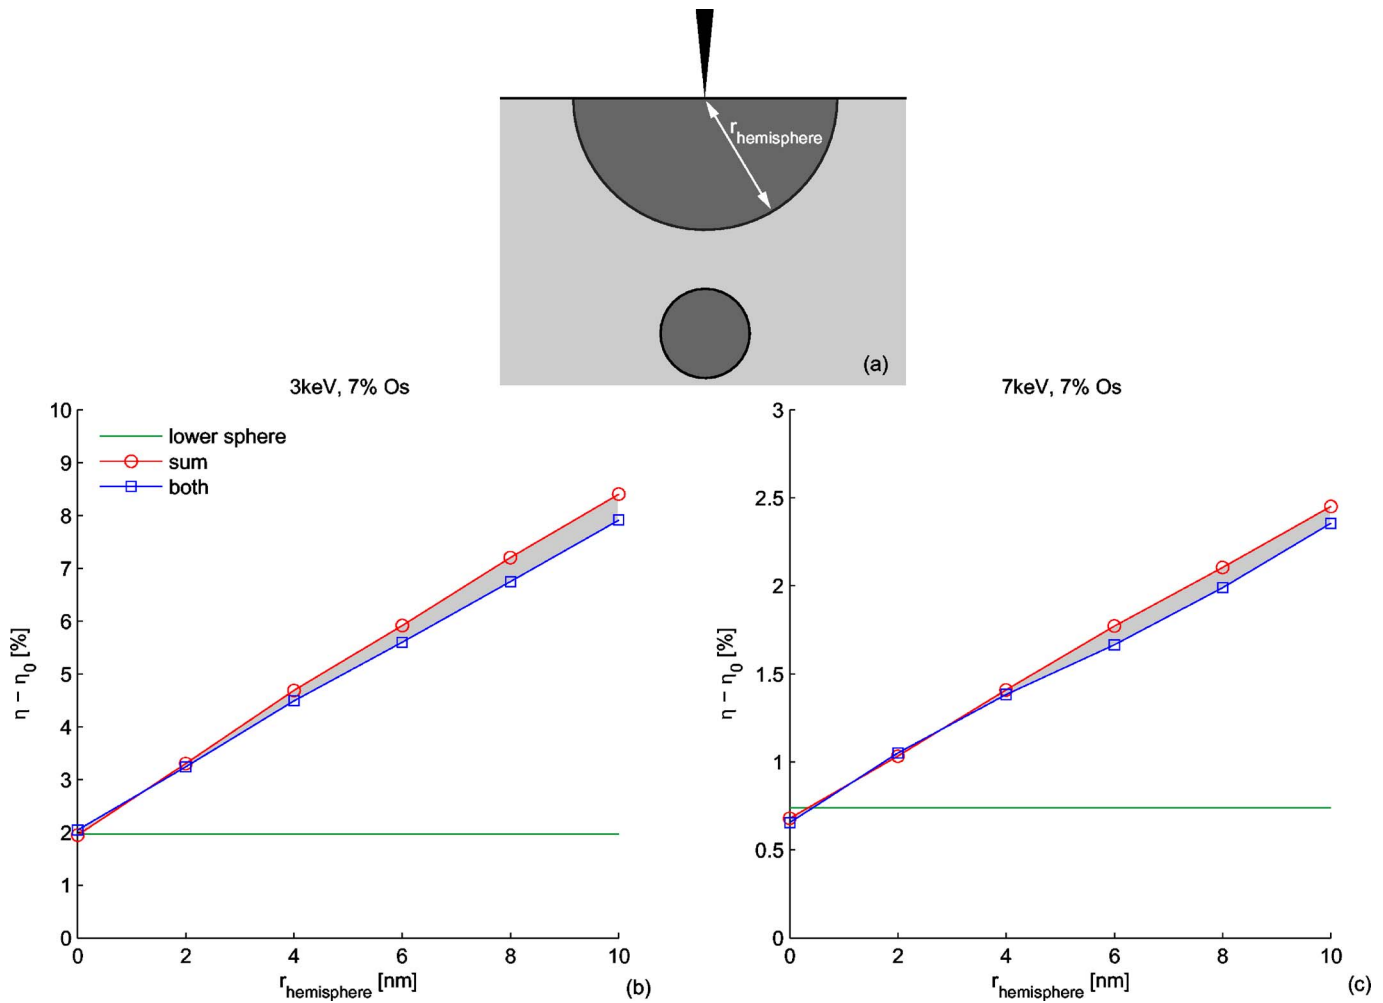 r_hemisphere
(a)
3keV, 7% Os
10
9
8
7
6
5
4
3
2
1
0
η − η_0 [%]
lower sphere
sum
both
0 2 4 6 8 10
r_hemisphere [nm]
(b)
7keV, 7% Os
3
2.5
2
1.5
1
0.5
0
η − η_0 [%]
0 2 4 6 8 10
r_hemisphere [nm]
(c)